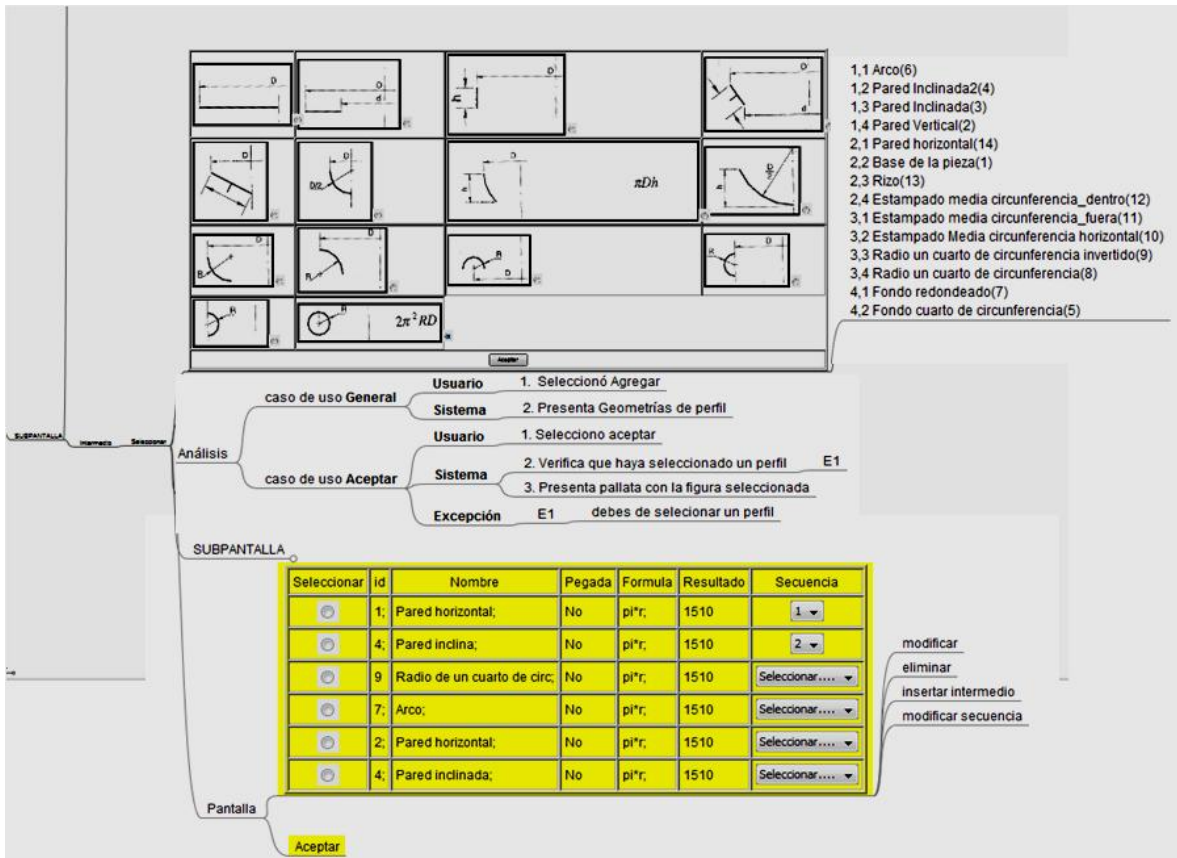 D
D
d
h
D
D
d
D
D
D/2
h
D
πDh
h
D
D
R
R
D
R
D
R
R
2π²RD
Aceptar
1,1 Arco(6)
1,2 Pared Inclinada2(4)
1,3 Pared Inclinada(3)
1,4 Pared Vertical(2)
2,1 Pared horizontal(14)
2,2 Base de la pieza(1)
2,3 Rizo(13)
2,4 Estampado media circunferencia_dentro(12)
3,1 Estampado media circunferencia_fuera(11)
3,2 Estampado Media circunferencia horizontal(10)
3,3 Radio un cuarto de circunferencia invertido(9)
3,4 Radio un cuarto de circunferencia(8)
4,1 Fondo redondeado(7)
4,2 Fondo cuarto de circunferencia(5)
SUBPANTALLA
Intermedio
Seleccionar
Análisis
caso de uso General
Usuario
1. Seleccionó Agregar
Sistema
2. Presenta Geometrías de perfil
caso de uso Aceptar
Usuario
1. Selecciono aceptar
Sistema
2. Verifica que haya seleccionado un perfil
E1
3. Presenta pallata con la figura seleccionada
Excepción
E1
debes de selecionar un perfil
SUBPANTALLA
Pantalla
Seleccionar id Nombre Pegada Formula Resultado Secuencia
1; Pared horizontal; No pi*r; 1510 1
4; Pared inclina; No pi*r; 1510 2
9 Radio de un cuarto de circ; No pi*r; 1510 Seleccionar....
7; Arco; No pi*r; 1510 Seleccionar....
2; Pared horizontal; No pi*r; 1510 Seleccionar....
4; Pared inclinada; No pi*r; 1510 Seleccionar....
modificar
eliminar
insertar intermedio
modificar secuencia
Aceptar